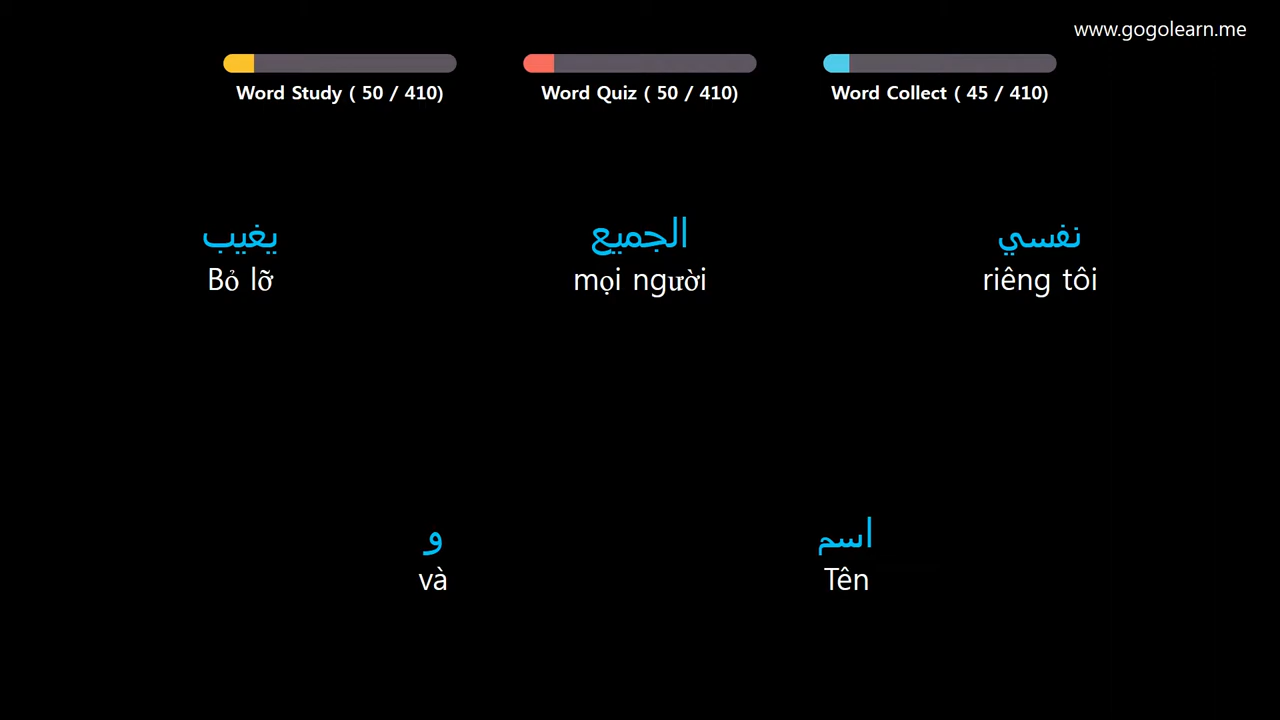 www.gogolearn.me
Word Study ( 50 / 410)
Word Quiz ( 50 / 410)
Word Collect ( 45 / 410)
يغيب
Bỏ lỡ
الجميع
mọi người
نفسي
riêng tôi
و
và
اسم
Tên